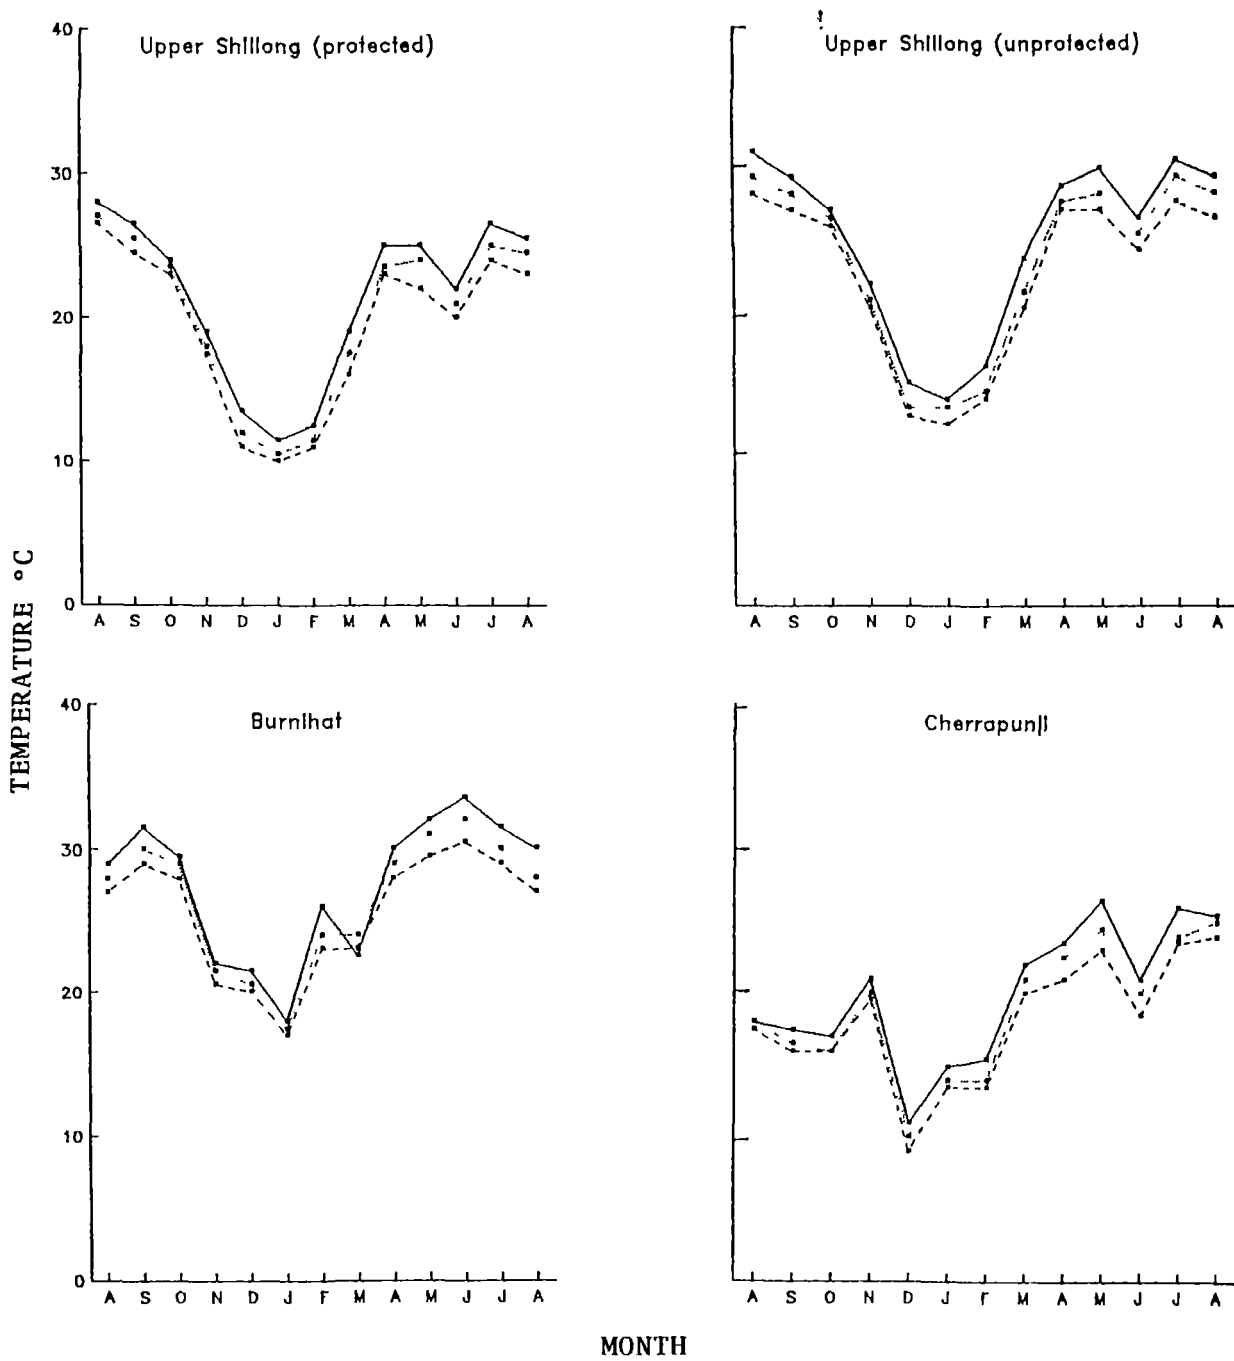 Upper Shillong (protected)
40
30
20
10
0
A S O N D J F M A M J J A
Upper Shillong (unprotected)
A S O N D J F M A M J J A
TEMPERATURE °C
Burnihat
40
30
20
10
0
A S O N D J F M A M J J A
Cherrapunji
A S O N D J F M A M J J A
MONTH